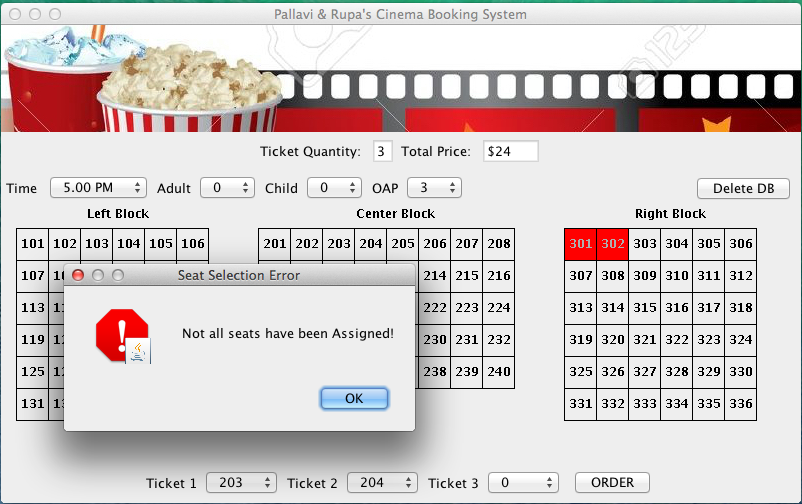 Pallavi & Rupa's Cinema Booking System
123
Ticket Quantity: 3 Total Price: $24
Time 5.00 PM Adult 0 Child 0 OAP 3 Delete DB
Left Block Center Block Right Block
101 102 103 104 105 106 201 202 203 204 205 206 207 208 301 302 303 304 305 306
107 214 215 216 307 308 309 310 311 312
Seat Selection Error
113 222 223 224 313 314 315 316 317 318
Not all seats have been Assigned!
119 230 231 232 319 320 321 322 323 324
125 238 239 240 325 326 327 328 329 330
OK
131 331 332 333 334 335 336
Ticket 1 203 Ticket 2 204 Ticket 3 0 ORDER